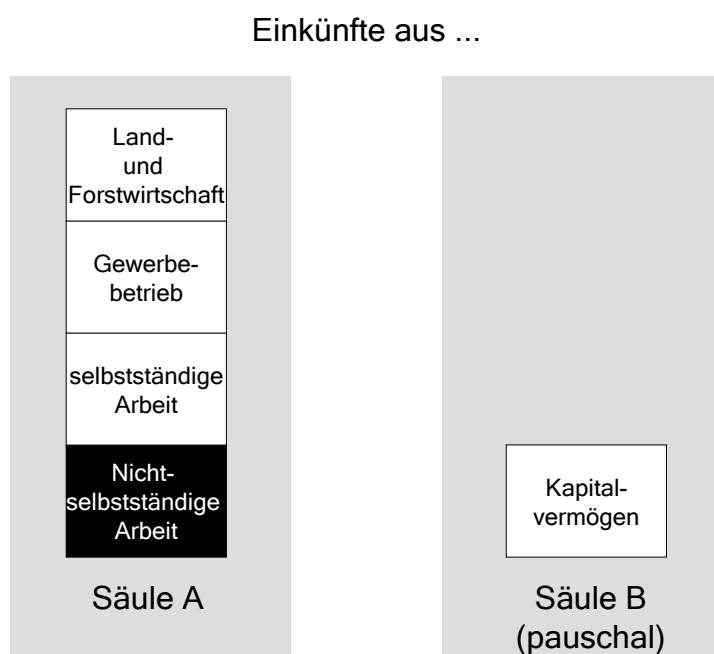 Einkünfte aus ...
Land-
und
Forstwirtschaft
Gewerbe-
betrieb
selbstständige
Arbeit
Nicht-
selbstständige
Arbeit
Säule A
Kapital-
vermögen
Säule B
(pauschal)